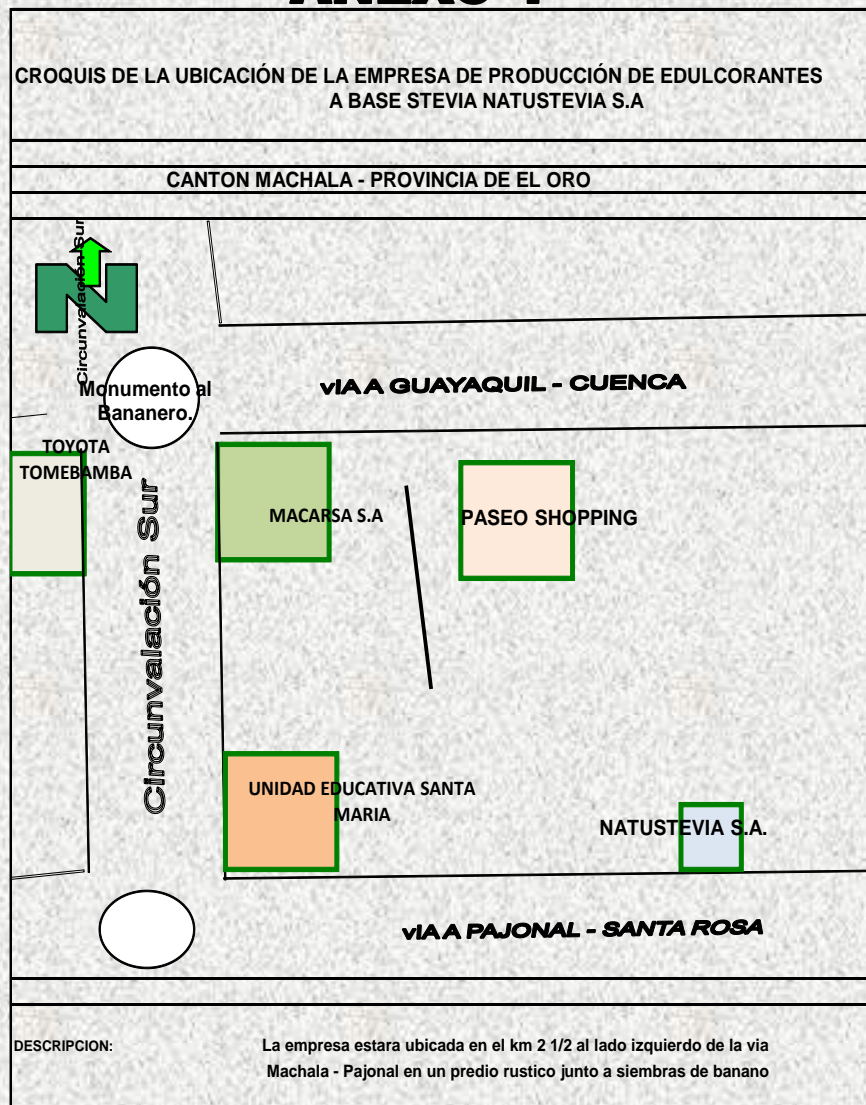 CROQUIS DE LA UBICACIÓN DE LA EMPRESA DE PRODUCCIÓN DE EDULCORANTES
A BASE STEVIA NATUSTEVIA S.A
CANTON MACHALA - PROVINCIA DE EL ORO
Circunvalación Sur
N
Monumento al
Bananero.
vIA A GUAYAQUIL - CUENCA
TOYOTA
TOMEBAMBA
MACARSA S.A
PASEO SHOPPING
Circunvalación Sur
UNIDAD EDUCATIVA SANTA
MARIA
NATUSTEVIA S.A.
vIA A PAJONAL - SANTA ROSA
DESCRIPCION:
La empresa estara ubicada en el km 2 1/2 al lado izquierdo de la via
Machala - Pajonal en un predio rustico junto a siembras de banano